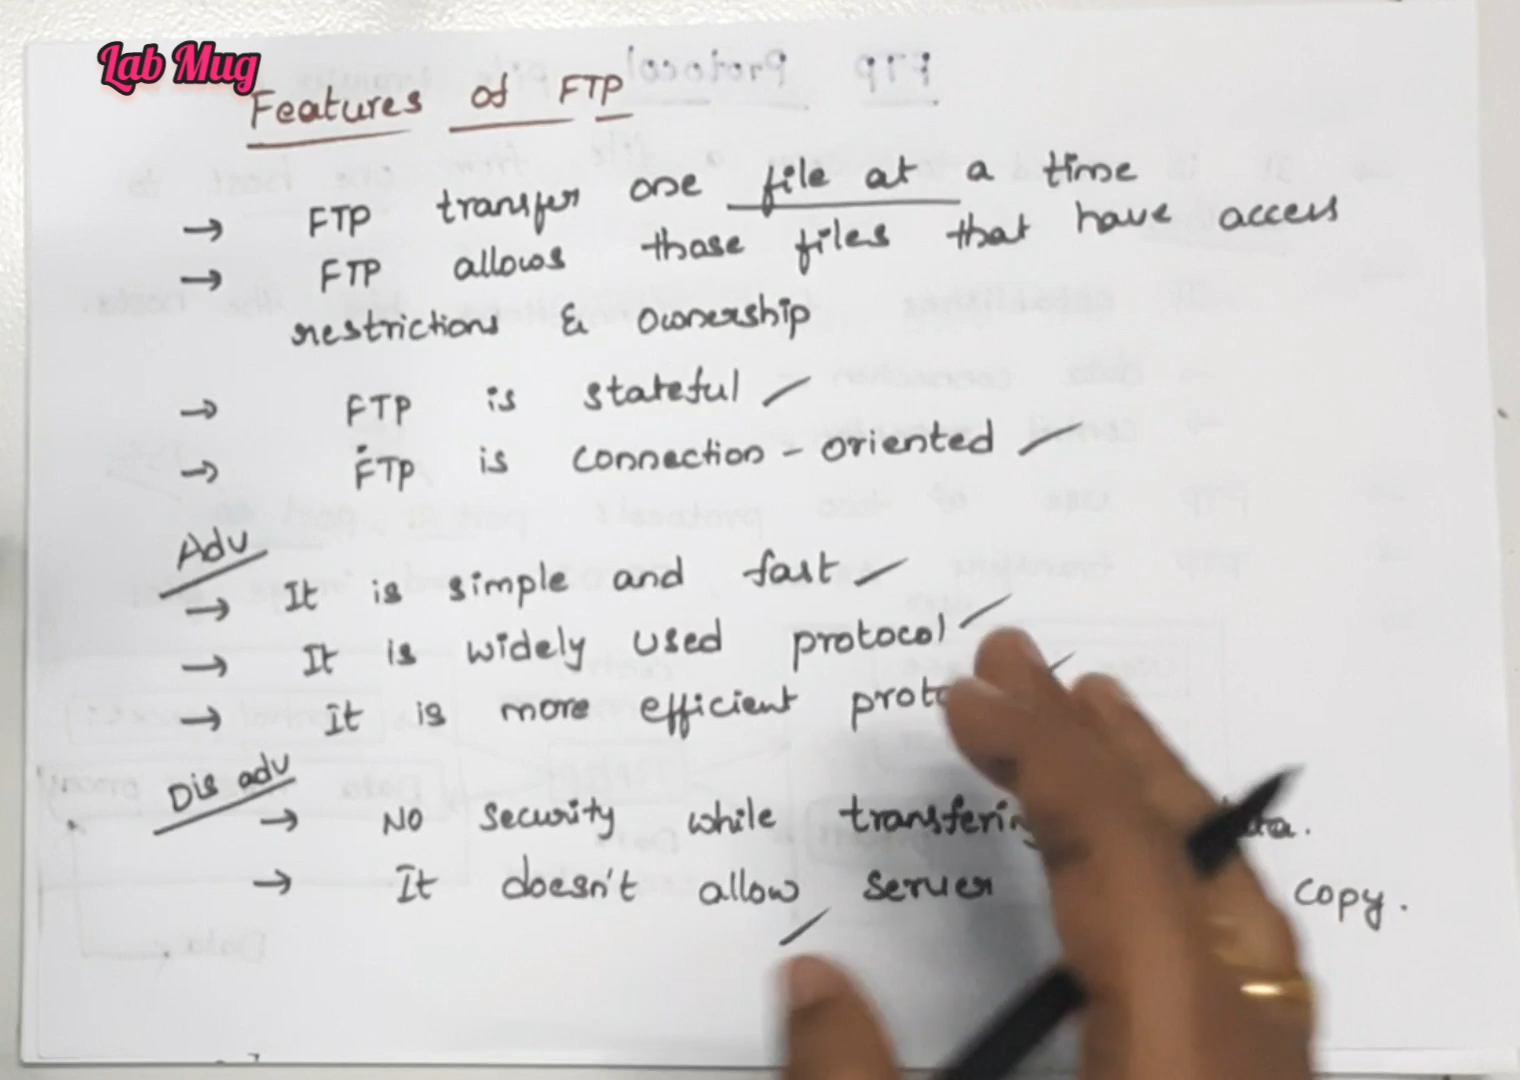 Lab Mug
Features of FTP
→ FTP transfer one file at a time
→ FTP allows those files that have access
restrictions & ownership
→ FTP is stateful
→ FTP is connection-oriented
Adv
→ It is simple and fast
→ It is widely used protocol
→ It is more efficient
Dis adv
→ NO security while
→ It doesn't allow server copy.